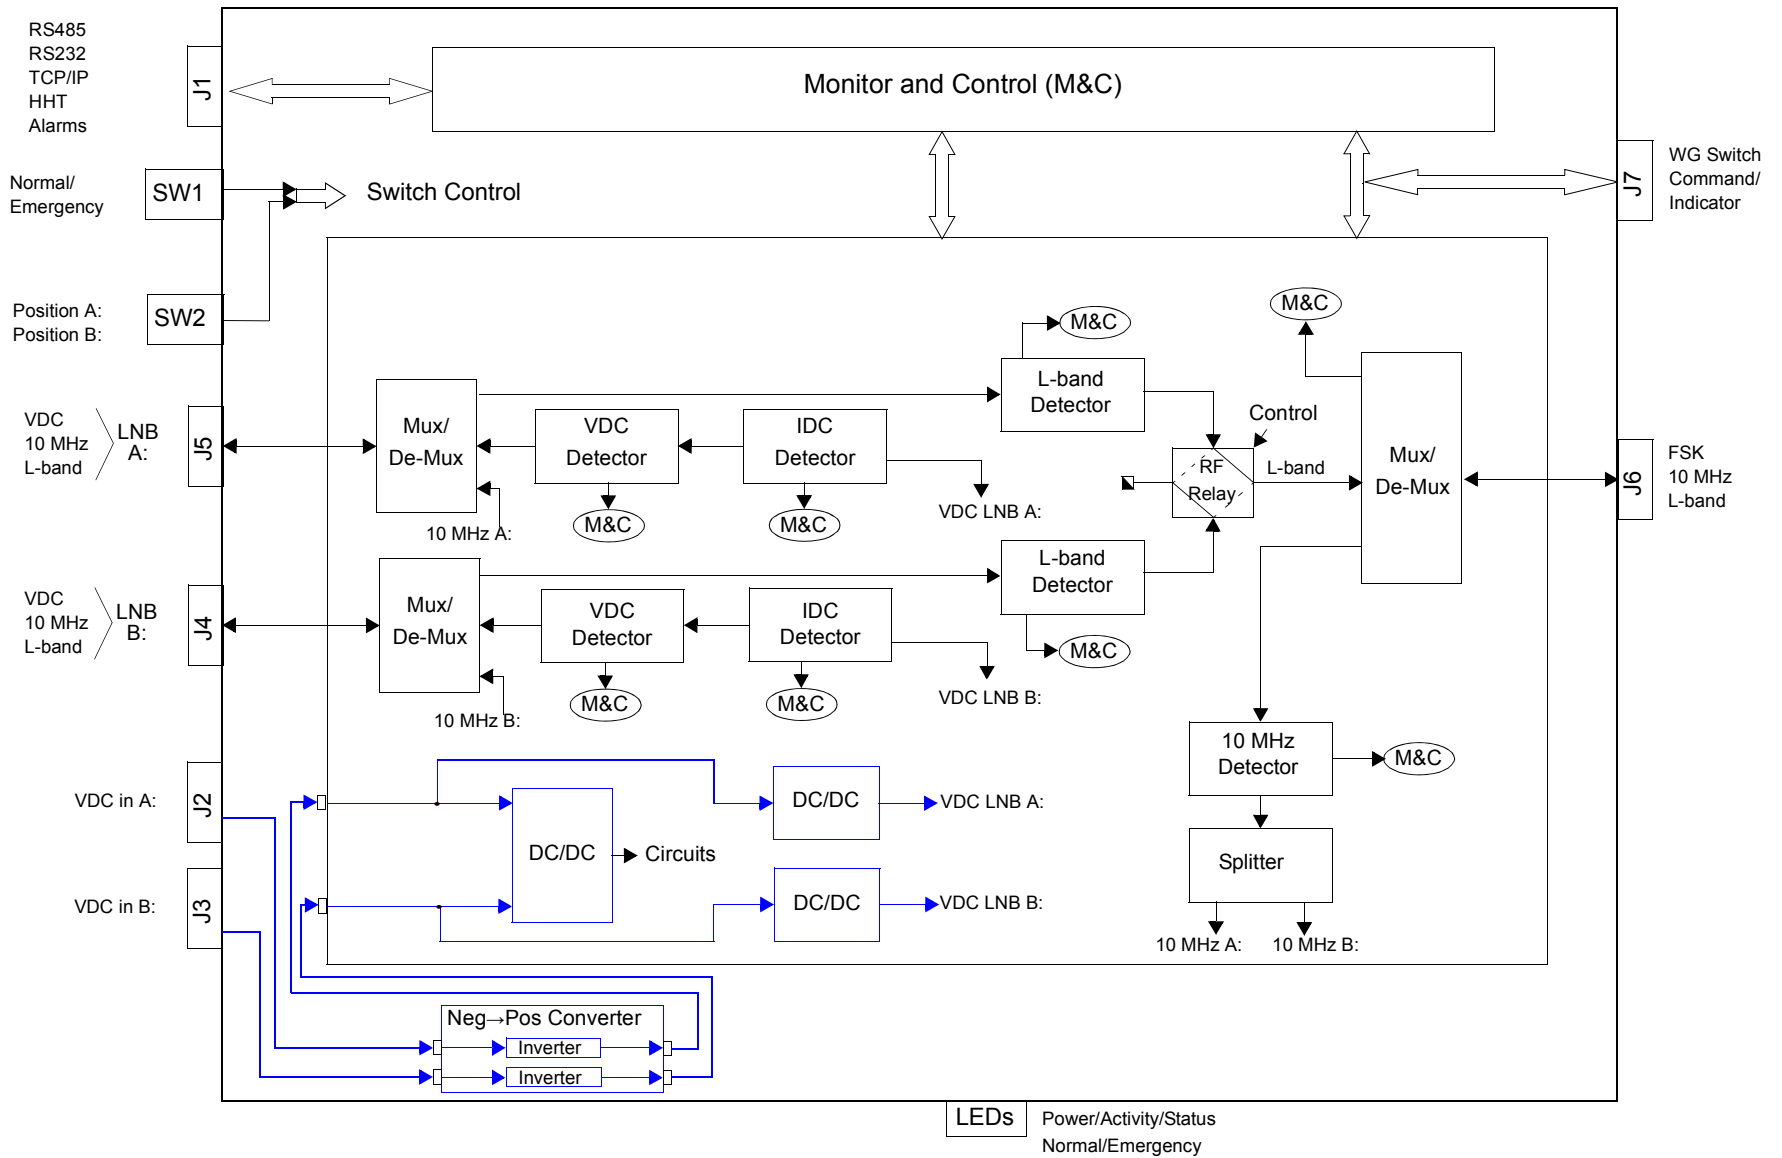 RS485
RS232
TCP/IP
HHT
Alarms
J1
Monitor and Control (M&C)
Normal/
Emergency
SW1
Switch Control
J7
WG Switch
Command/
Indicator
Position A:
Position B:
SW2
M&C
M&C
L-band
Detector
VDC
10 MHz
L-band
LNB
A:
J5
Mux/
De-Mux
VDC
Detector
IDC
Detector
Control
RF
Relay
L-band
Mux/
De-Mux
J6
FSK
10 MHz
L-band
10 MHz A:
M&C
M&C
VDC LNB A:
L-band
Detector
VDC
10 MHz
L-band
LNB
B:
J4
Mux/
De-Mux
VDC
Detector
IDC
Detector
M&C
10 MHz B:
M&C
M&C
VDC LNB B:
10 MHz
Detector
M&C
VDC in A:
J2
DC/DC
VDC LNB A:
DC/DC
Circuits
Splitter
VDC in B:
J3
DC/DC
VDC LNB B:
10 MHz A:
10 MHz B:
Neg→Pos Converter
Inverter
Inverter
LEDs
Power/Activity/Status
Normal/Emergency